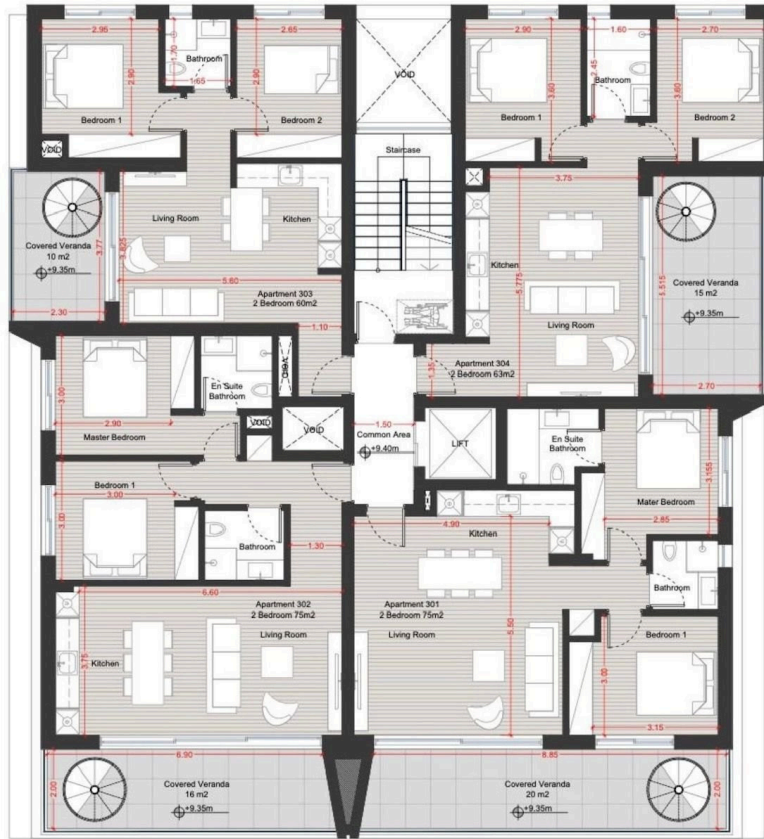 2.95
1.70
Bathroom
2.65
2.90
1.65
2.90
Bedroom 1
Bedroom 2
VOID
VOID
2.90
1.60
2.70
2.45
Bathroom
3.60
3.60
Bedroom 1
Bedroom 2
Staircase
Living Room
Kitchen
3.77
3.825
Covered Veranda
10 m2
+9.35m
5.60
Apartment 303
2 Bedroom 60m2
2.30
1.10
3.75
Kitchen
5.775
Living Room
5.515
Covered Veranda
15 m2
+9.35m
Apartment 304
2 Bedroom 63m2
1.35
2.70
3.00
En Suite
Bathroom
VOID
2.90
Master Bedroom
VOID
VOID
1.50
Common Area
+9.40m
LIFT
En Suite
Bathroom
3.155
Mater Bedroom
2.85
Bedroom 1
3.00
3.00
Bathroom
1.30
4.90
Kitchen
Bathroom
6.60
Apartment 302
2 Bedroom 75m2
Living Room
3.75
Kitchen
Apartment 301
2 Bedroom 75m2
Living Room
5.50
Bedroom 1
3.00
3.15
6.90
8.85
2.00
Covered Veranda
16 m2
+9.35m
Covered Veranda
20 m2
+9.35m
2.00